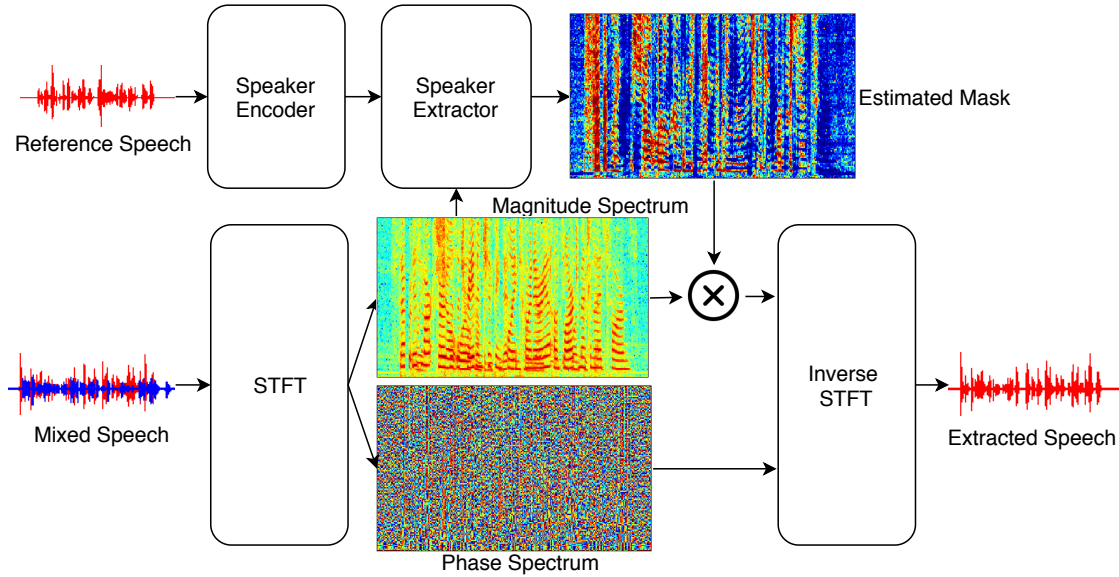 Speaker
Encoder
Speaker
Extractor
Estimated Mask
Reference Speech
Magnitude Spectrum
STFT
Inverse
STFT
Mixed Speech
Extracted Speech
Phase Spectrum